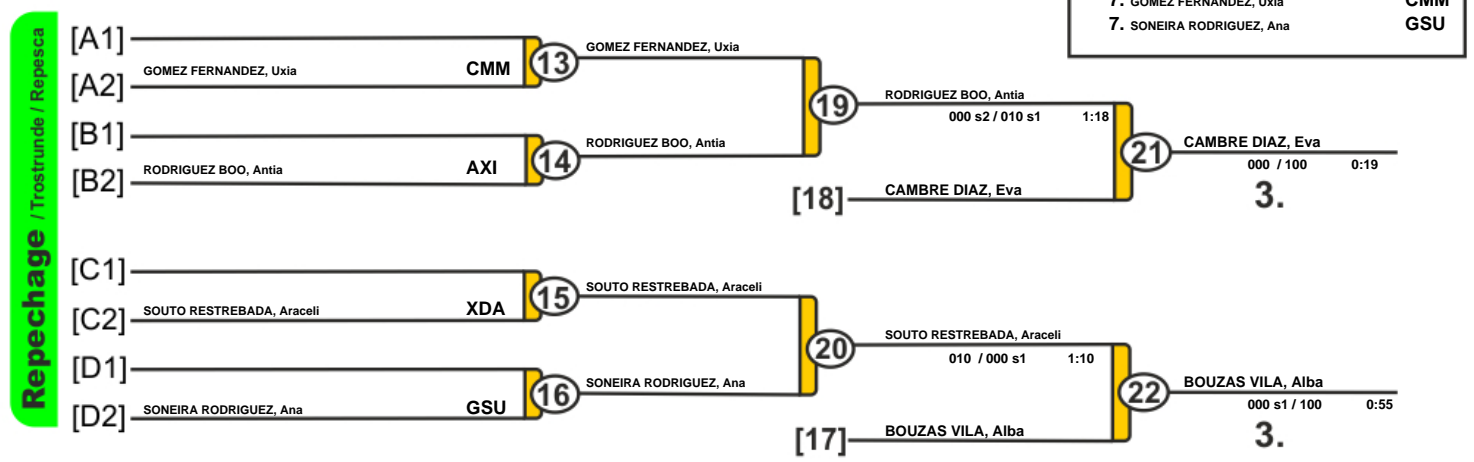 7. GOMEZ FERNANDEZ, Uxia CMM
7. SONEIRA RODRIGUEZ, Ana GSU
Repechage / Trostrunde / Repesca
[A1]
GOMEZ FERNANDEZ, Uxia CMM
[A2]
13
GOMEZ FERNANDEZ, Uxia
[B1]
RODRIGUEZ BOO, Antia AXI
[B2]
14
RODRIGUEZ BOO, Antia
19
RODRIGUEZ BOO, Antia
000 s2 / 010 s1 1:18
[18] CAMBRE DIAZ, Eva
21
CAMBRE DIAZ, Eva
000 / 100 0:19
3.
[C1]
SOUTO RESTREBADA, Araceli XDA
[C2]
15
SOUTO RESTREBADA, Araceli
[D1]
SONEIRA RODRIGUEZ, Ana GSU
[D2]
16
SONEIRA RODRIGUEZ, Ana
20
SOUTO RESTREBADA, Araceli
010 / 000 s1 1:10
[17] BOUZAS VILA, Alba
22
BOUZAS VILA, Alba
000 s1 / 100 0:55
3.